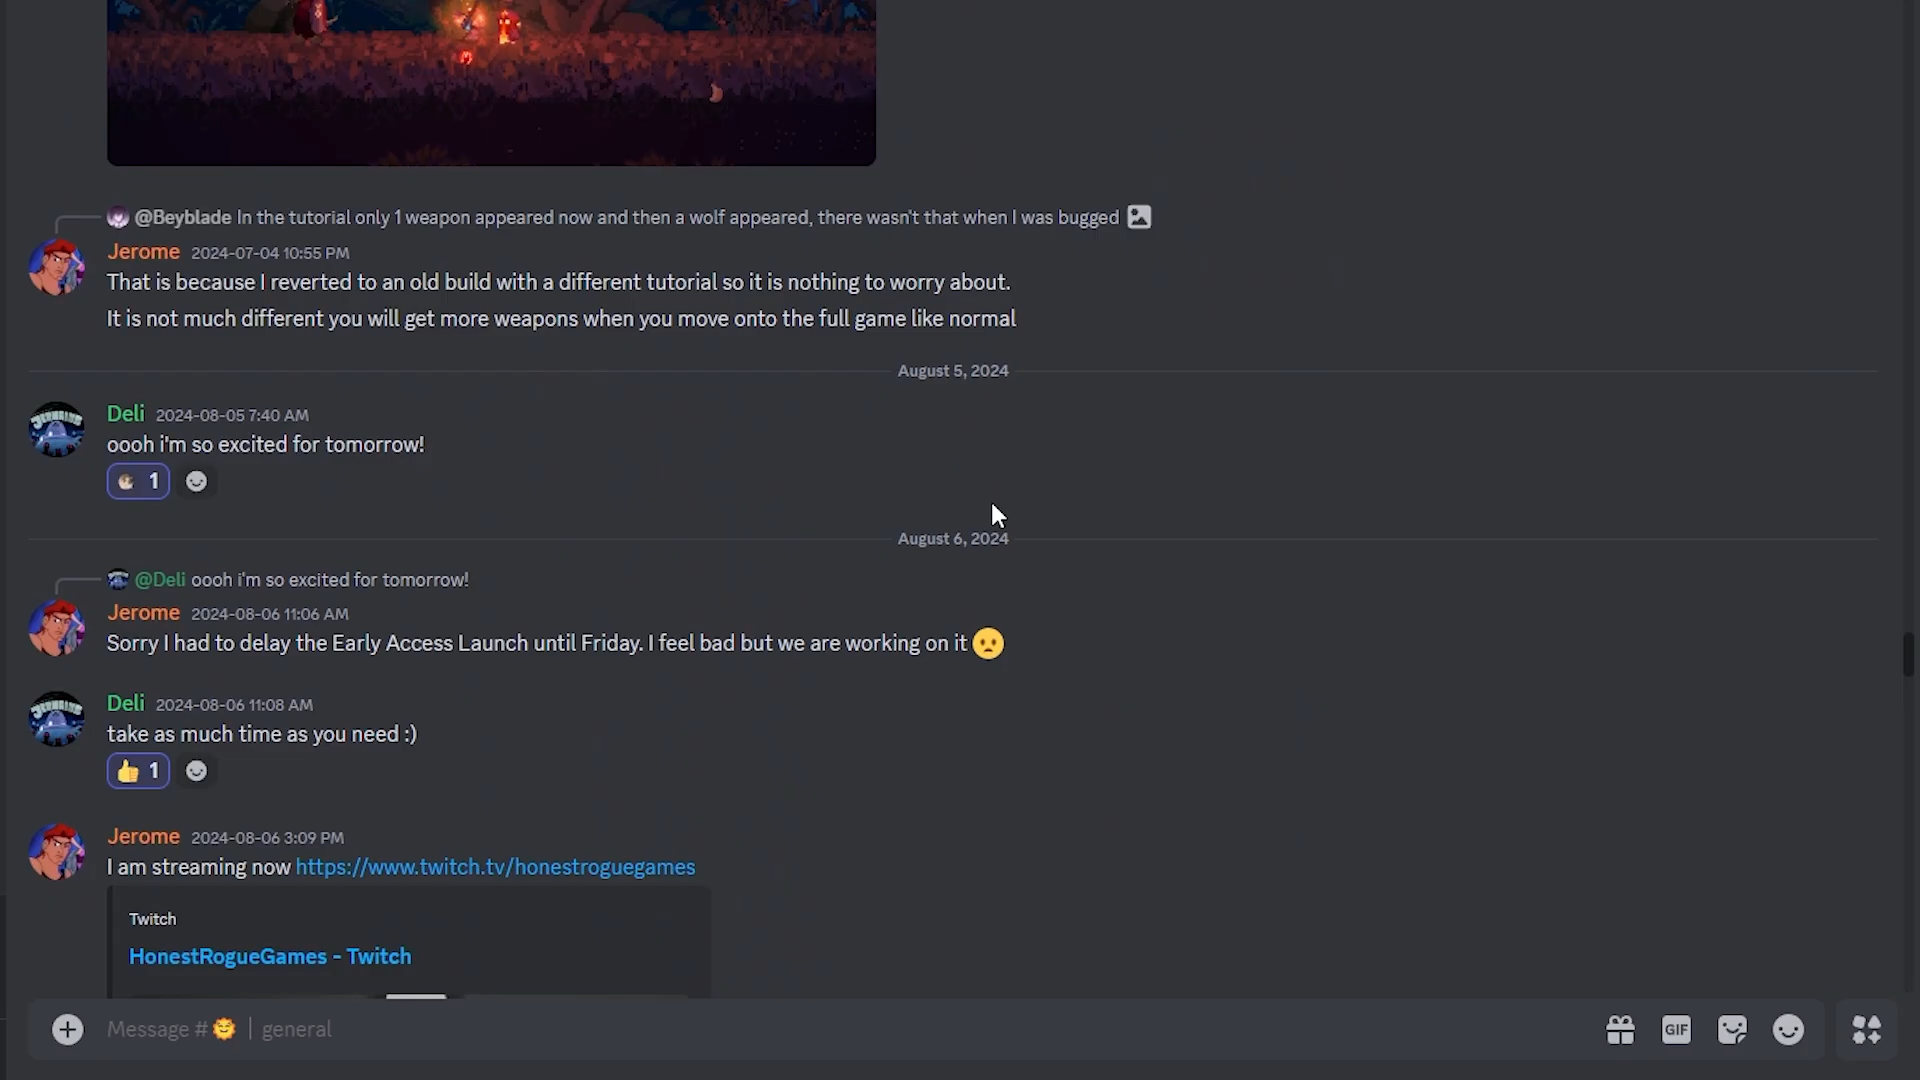 @Beyblade In the tutorial only 1 weapon appeared now and then a wolf appeared, there wasn't that when I was bugged
Jerome 2024-07-04 10:55 PM
That is because I reverted to an old build with a different tutorial so it is nothing to worry about.
It is not much different you will get more weapons when you move onto the full game like normal
August 5, 2024
Deli 2024-08-05 7:40 AM
oooh i'm so excited for tomorrow!
1
August 6, 2024
@Deli oooh i'm so excited for tomorrow!
Jerome 2024-08-06 11:06 AM
Sorry I had to delay the Early Access Launch until Friday. I feel bad but we are working on it 😦
Deli 2024-08-06 11:08 AM
take as much time as you need :)
👍 1
Jerome 2024-08-06 3:09 PM
I am streaming now https://www.twitch.tv/honestroguegames
Twitch
HonestRogueGames - Twitch
Message #🌞 | general
GIF